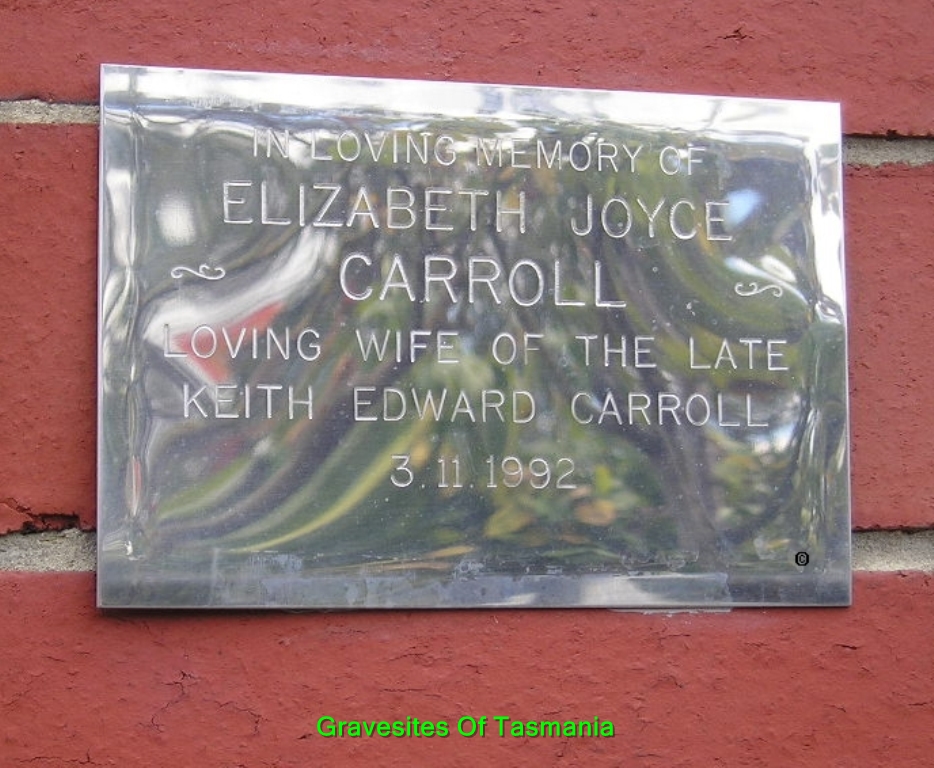 IN LOVING MEMORY OF
ELIZABETH JOYCE
CARROLL
LOVING WIFE OF THE LATE
KEITH EDWARD CARROLL
3.11.1992
©
Gravesites Of Tasmania